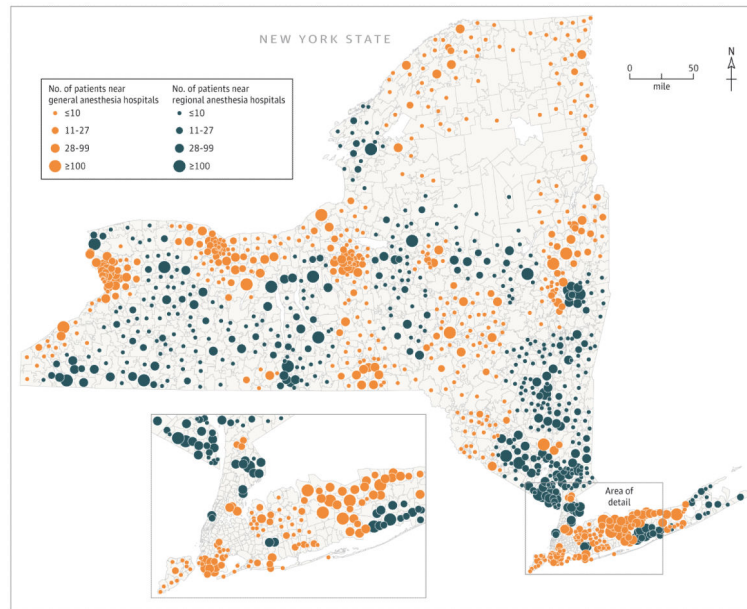 NEW YORK STATE
N
0 50
mile
No. of patients near
general anesthesia hospitals
≤10
11-27
28-99
≥100
No. of patients near
regional anesthesia hospitals
≤10
11-27
28-99
≥100
Area of
detail